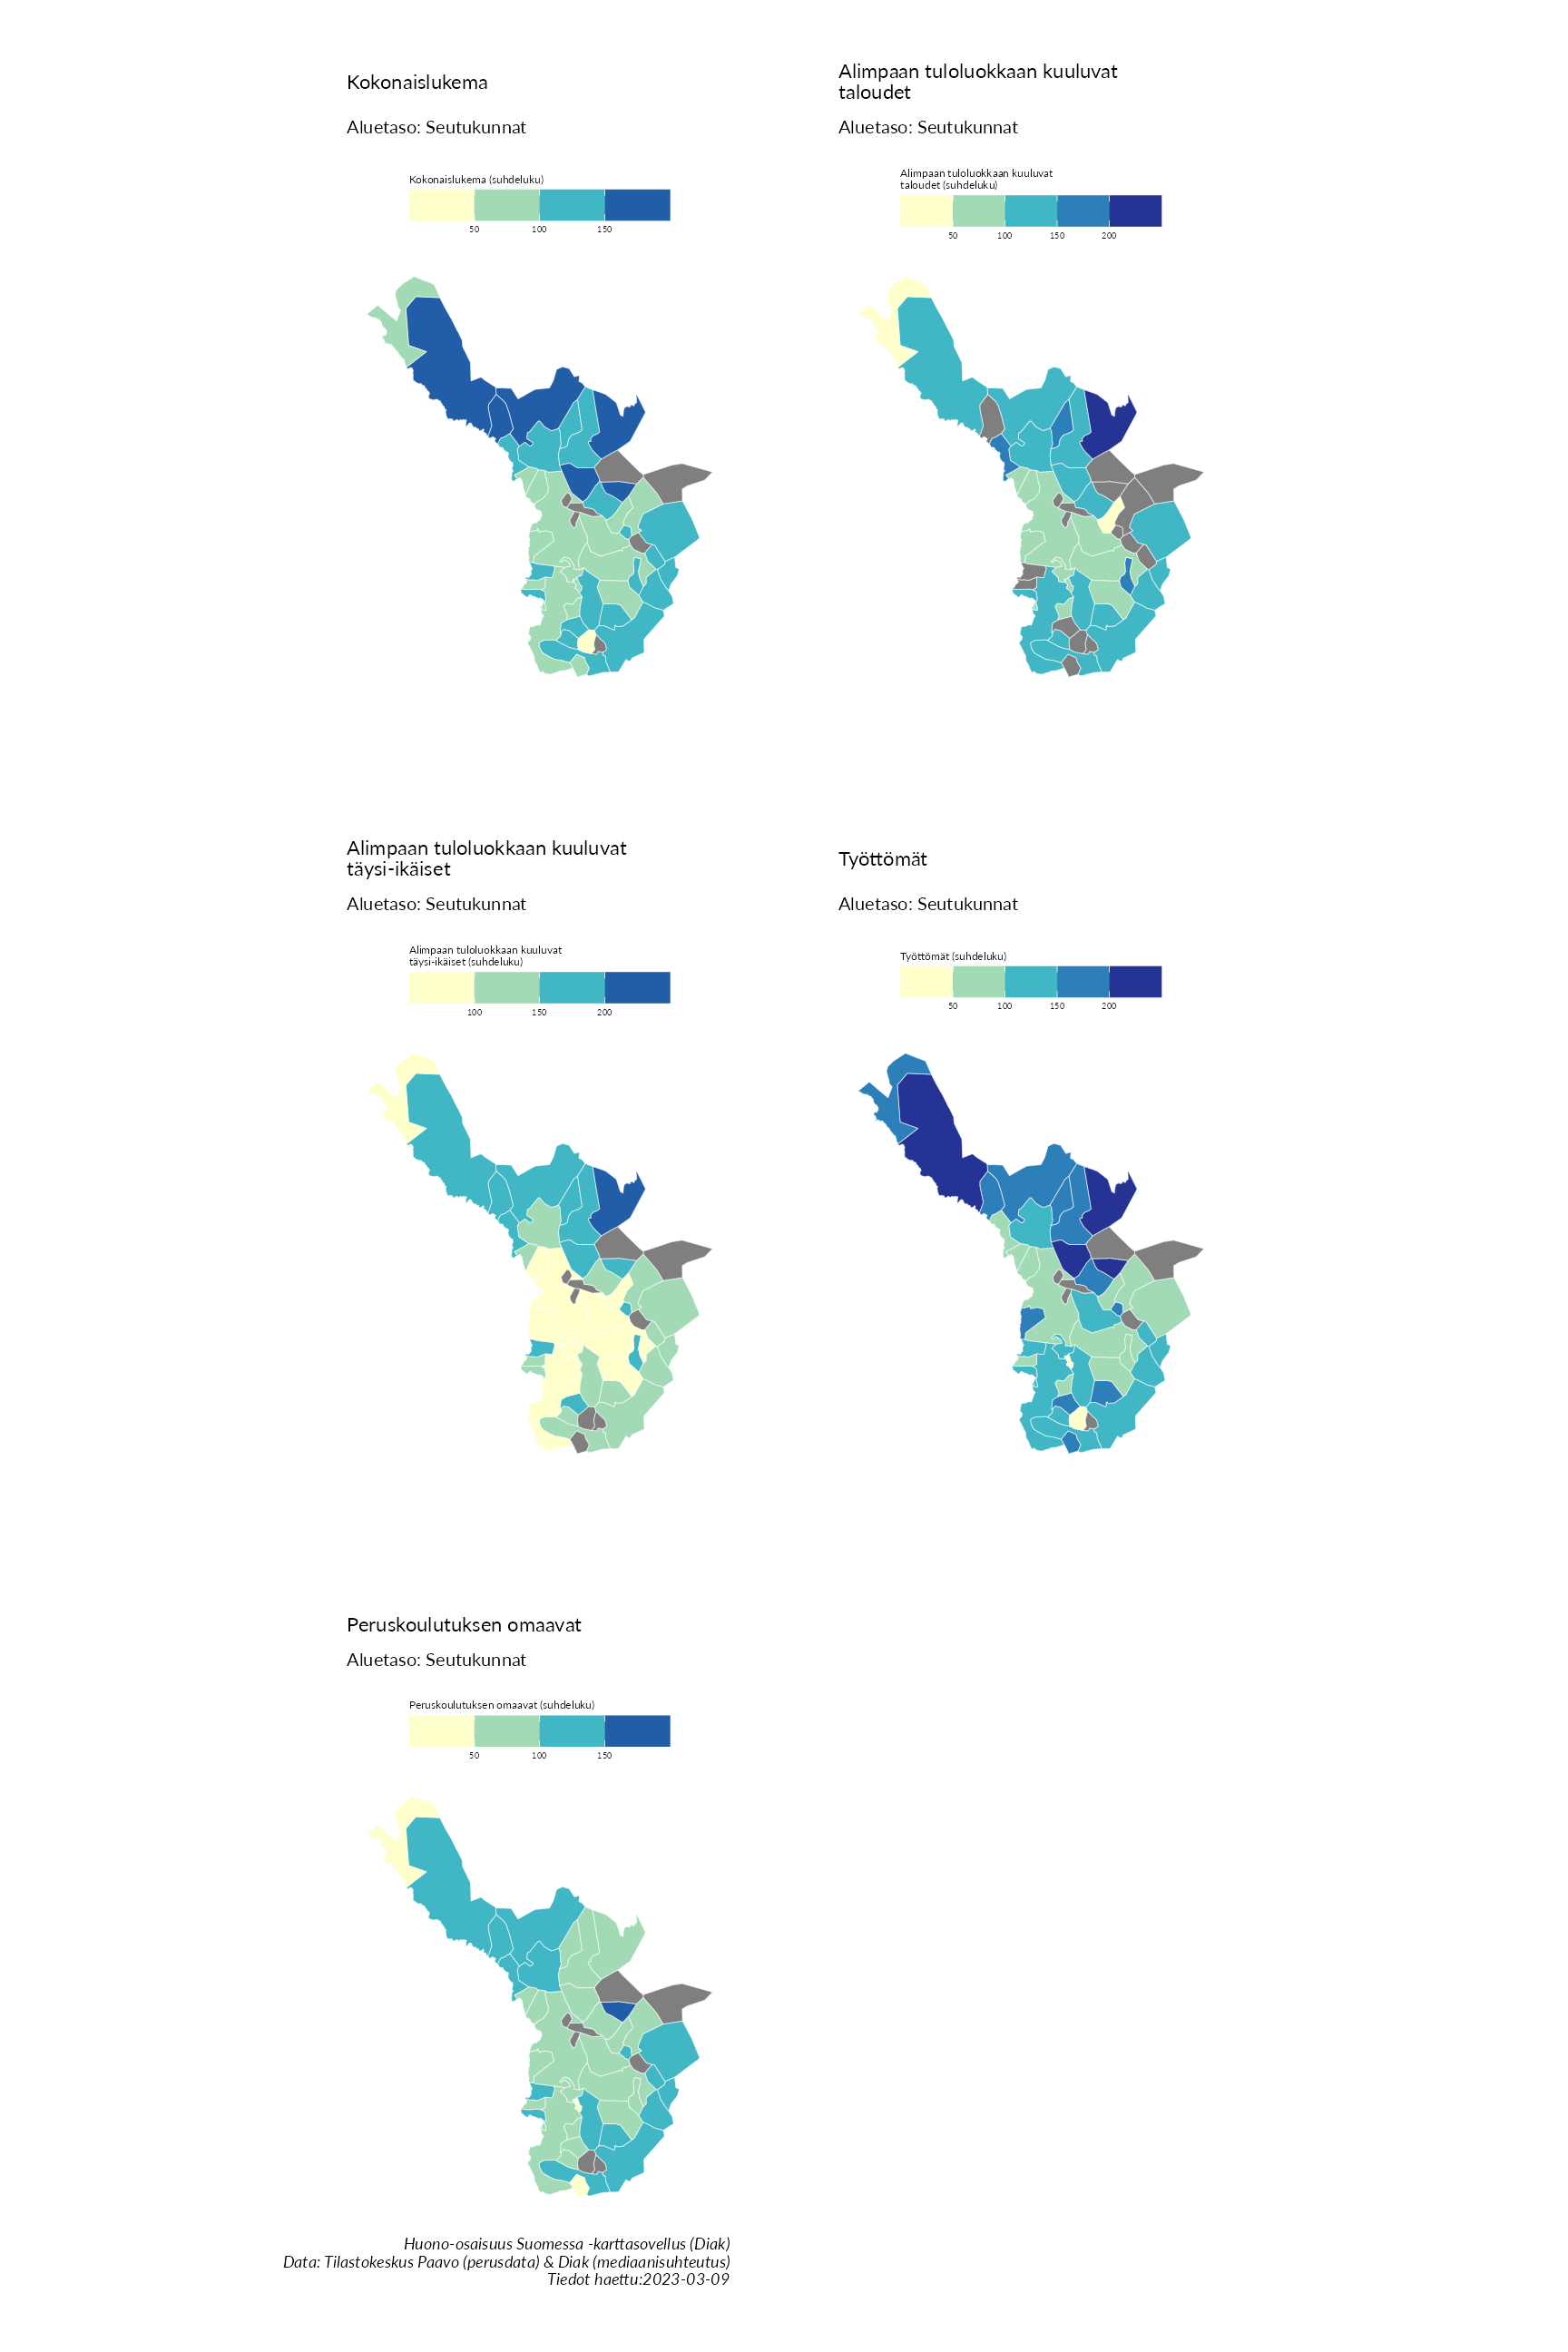 Kokonaislukema
Aluetaso: Seutukunnat
Kokonaislukema (suhdeluku)
50 100 150
Alimpaan tuloluokkaan kuuluvat
taloudet
Aluetaso: Seutukunnat
Alimpaan tuloluokkaan kuuluvat
taloudet (suhdeluku)
50 100 150 200
Alimpaan tuloluokkaan kuuluvat
täysi-ikäiset
Aluetaso: Seutukunnat
Alimpaan tuloluokkaan kuuluvat
täysi-ikäiset (suhdeluku)
100 150 200
Työttömät
Aluetaso: Seutukunnat
Työttömät (suhdeluku)
50 100 150 200
Peruskoulutuksen omaavat
Aluetaso: Seutukunnat
Peruskoulutuksen omaavat (suhdeluku)
50 100 150
Huono-osaisuus Suomessa -karttasovellus (Diak)
Data: Tilastokeskus Paavo (perusdata) & Diak (mediaanisuhteutus)
Tiedot haettu:2023-03-09